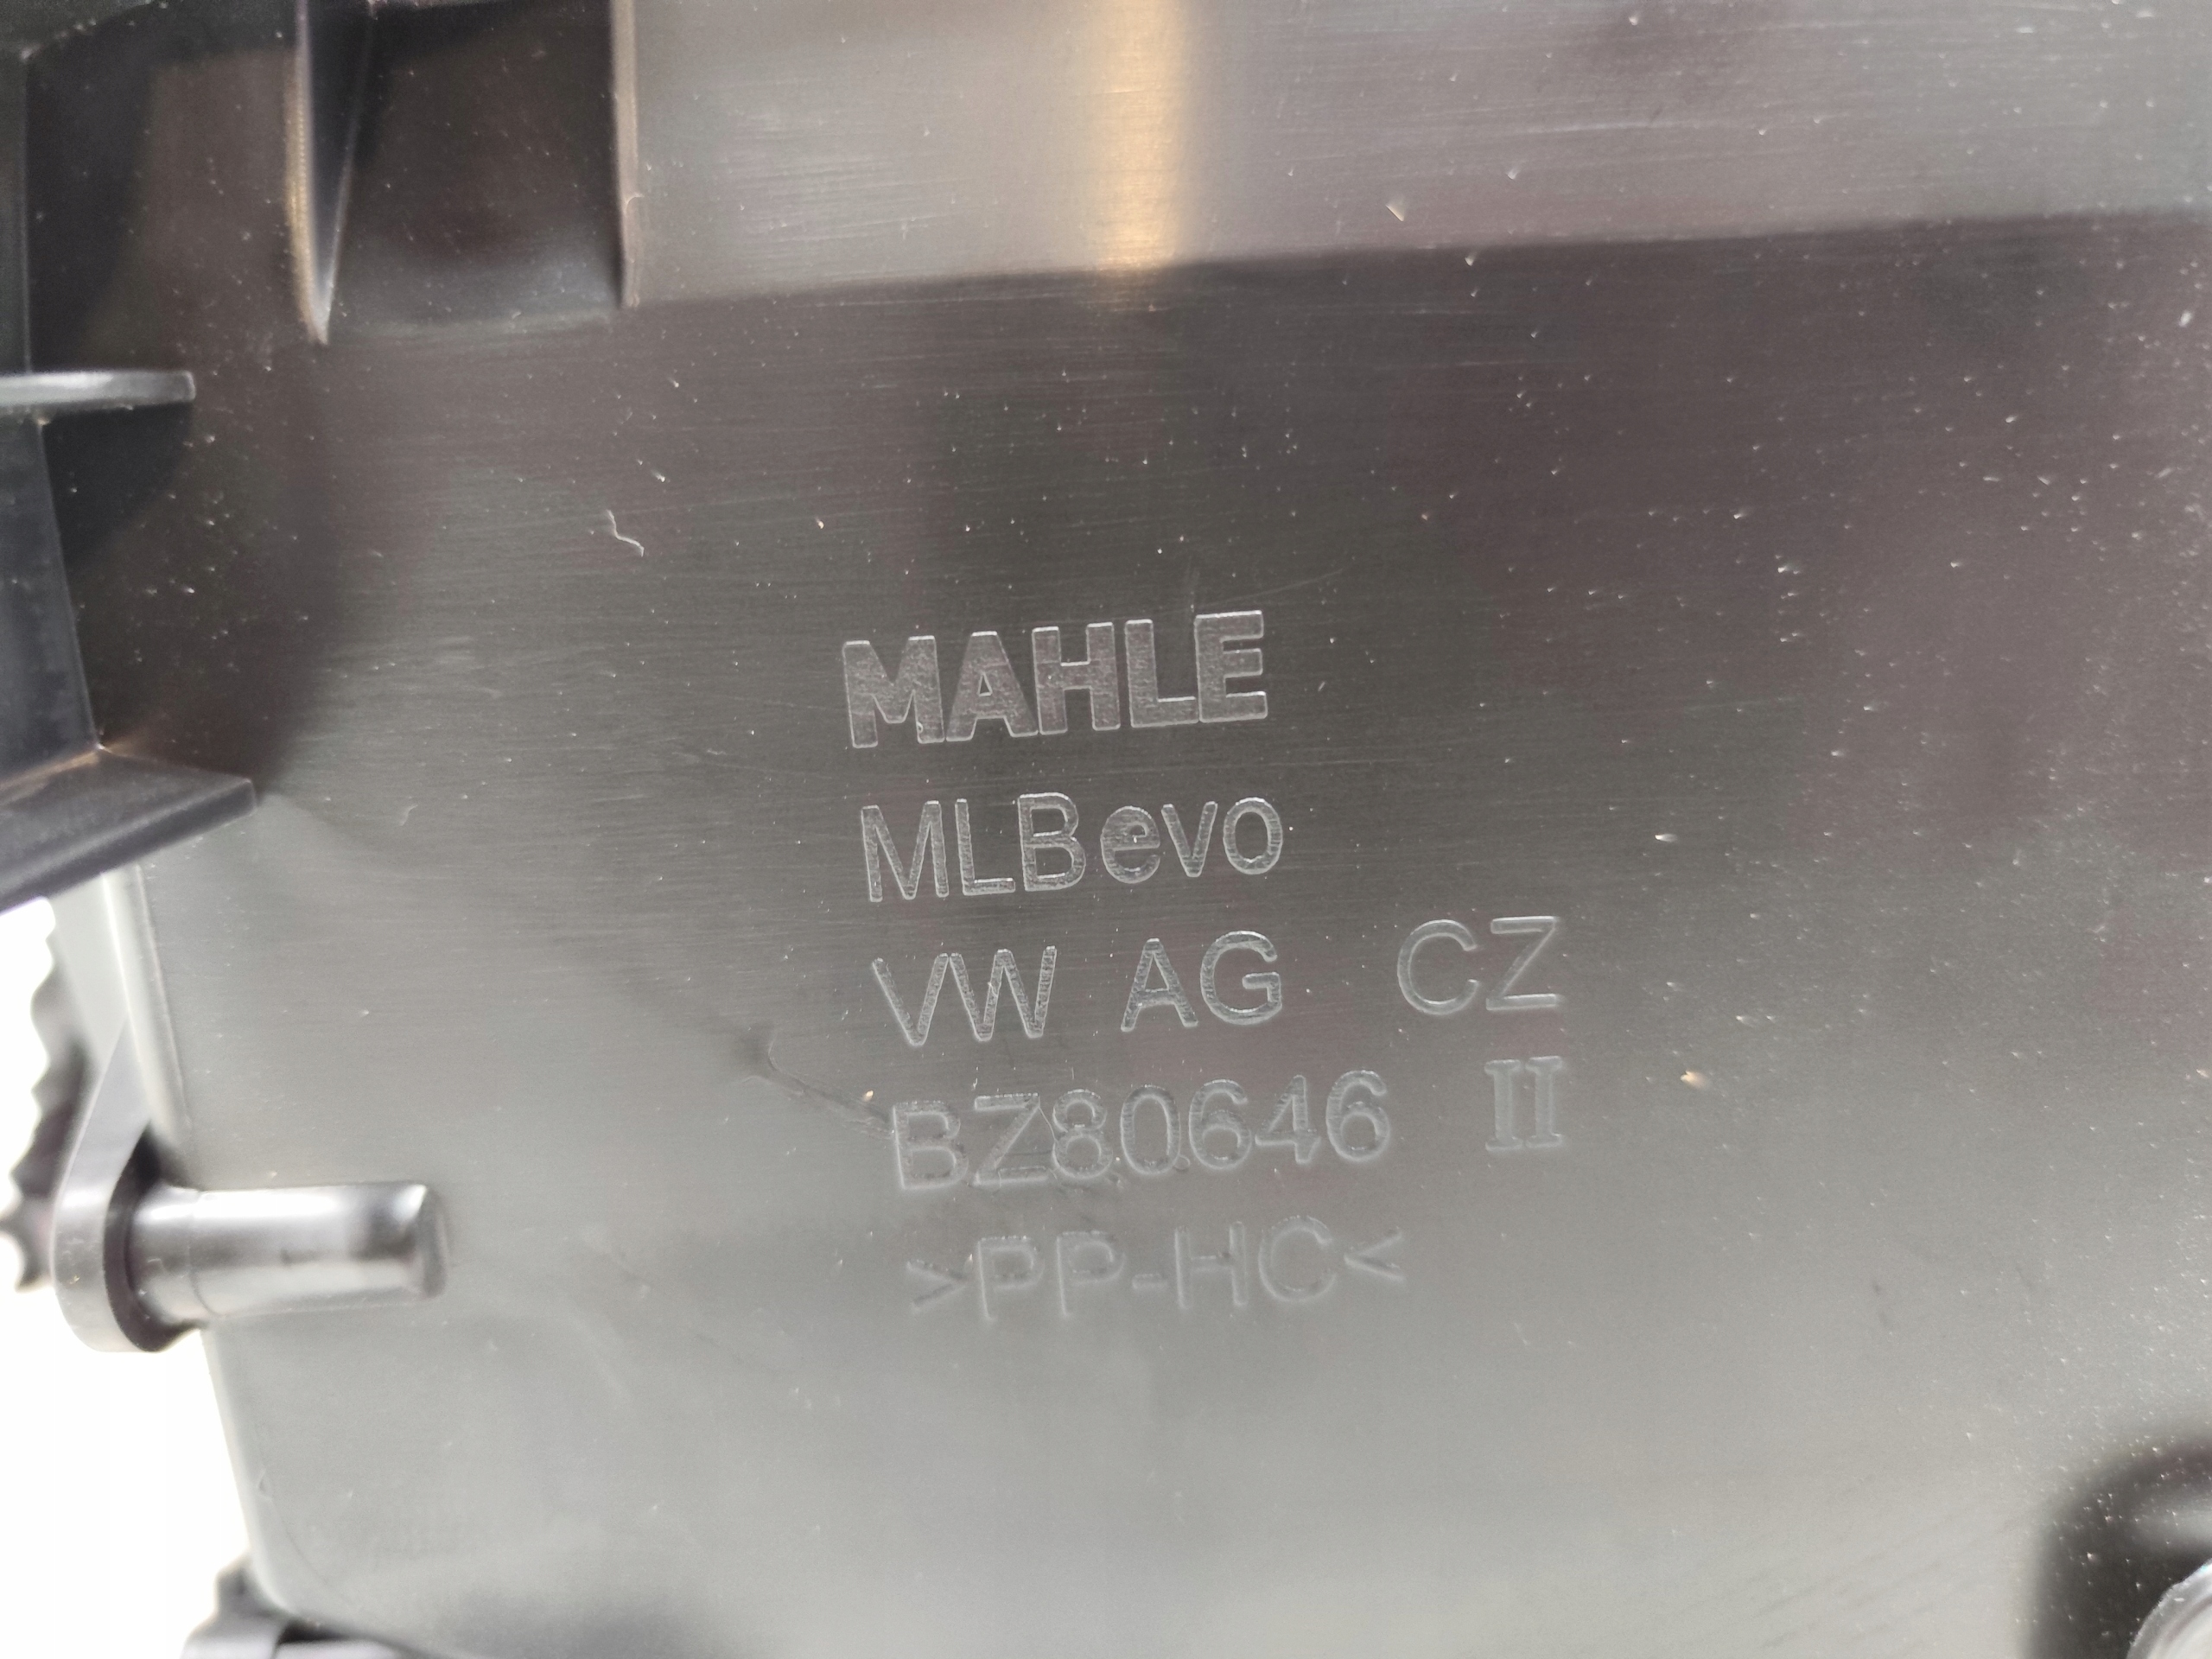 MAHLE
MLBevo
VW AG CZ
BZ80646 II
>PP-HC<